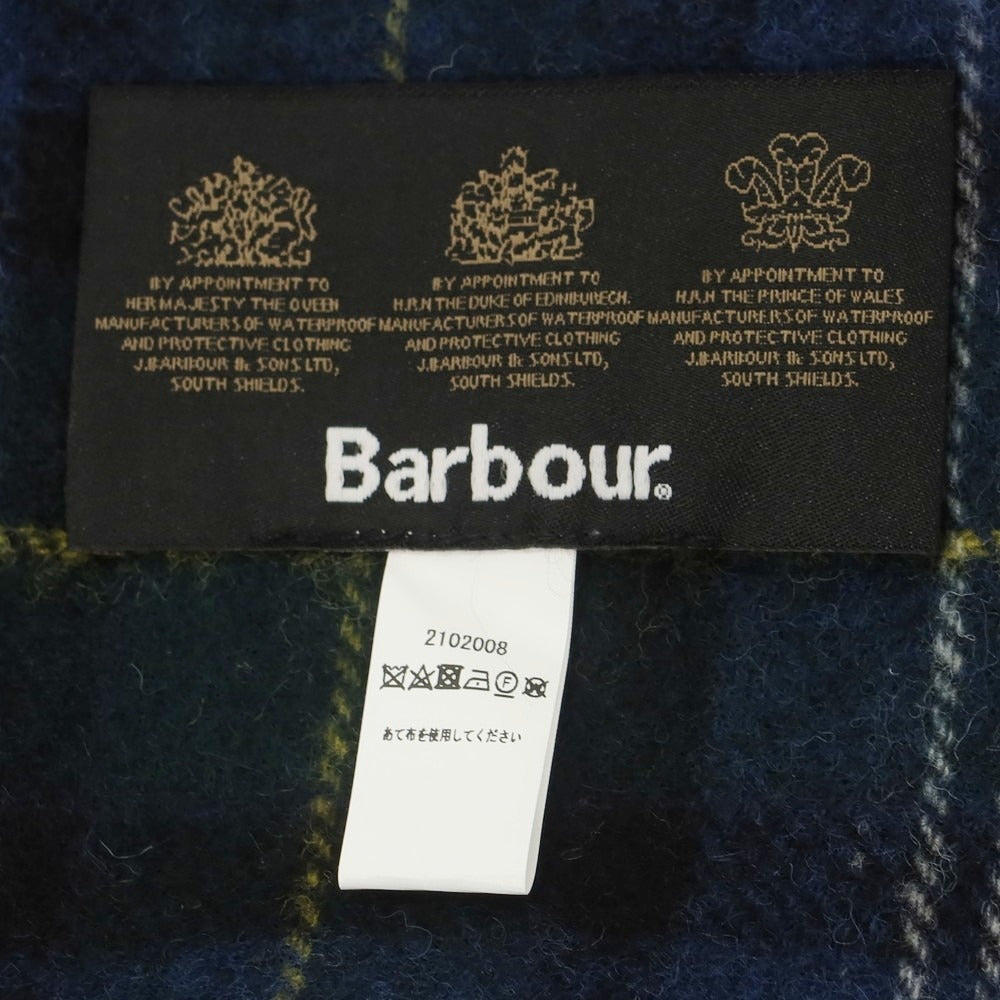 BY APPOINTMENT TO
HER MAJESTY THE QUEEN
MANUFACTURERS OF WATERPROOF
AND PROTECTIVE CLOTHING
J.BARBOUR & SONS LTD,
SOUTH SHIELDS.
BY APPOINTMENT TO
H.R.H THE DUKE OF EDINBURGH.
MANUFACTURERS OF WATERPROOF
AND PROTECTIVE CLOTHING
J.BARBOUR & SONS LTD,
SOUTH SHIELDS.
BY APPOINTMENT TO
H.R.H THE PRINCE OF WALES
MANUFACTURERS OF WATERPROOF
AND PROTECTIVE CLOTHING
J.BARBOUR & SONS LTD,
SOUTH SHIELDS.
Barbour®
2102008
F W
あて布を使用してください